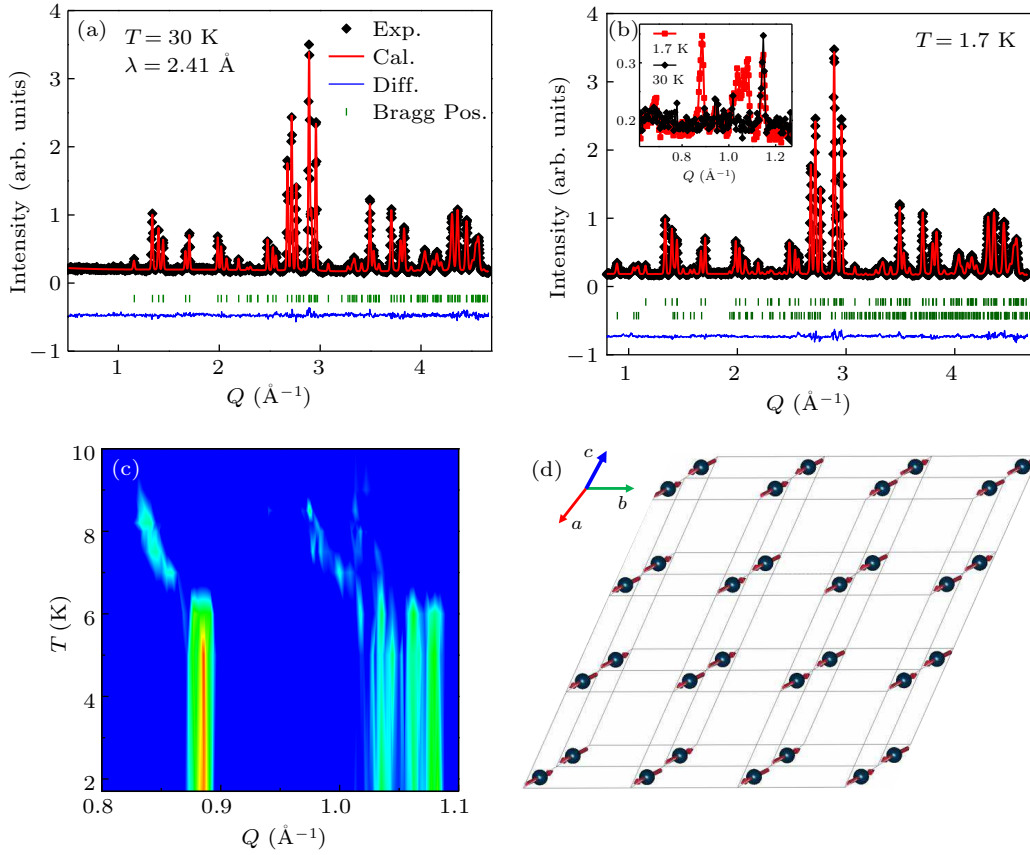 (a)
T = 30 K
λ = 2.41 Å
Exp.
Cal.
Diff.
Bragg Pos.
4
3
2
1
0
−1
Intensity (arb. units)
1 2 3 4
Q (Å⁻¹)
(b)
T = 1.7 K
1.7 K
30 K
0.3
0.2
0.8 1.0 1.2
Q (Å⁻¹)
4
3
2
1
0
−1
Intensity (arb. units)
1 2 3 4
Q (Å⁻¹)
(c)
10
8
6
4
2
T (K)
0.8 0.9 1.0 1.1
Q (Å⁻¹)
(d)
c
b
a